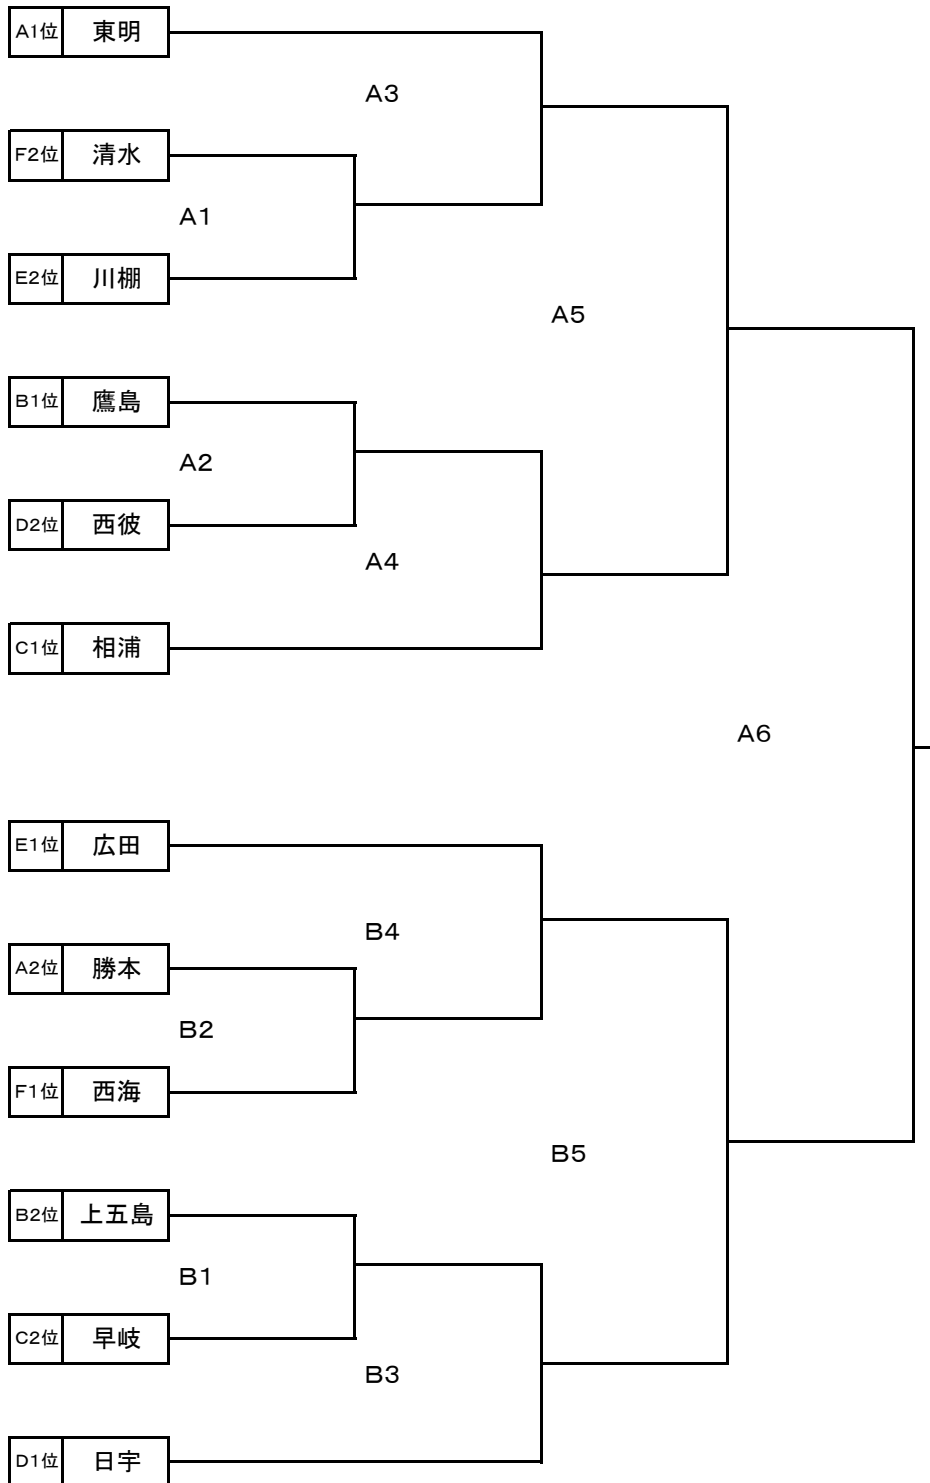 A1位 東明
A3
F2位 清水
A1
E2位 川棚
A5
B1位 鷹島
A2
D2位 西彼
A4
C1位 相浦
A6
E1位 広田
B4
A2位 勝本
B2
F1位 西海
B5
B2位 上五島
B1
C2位 早岐
B3
D1位 日宇